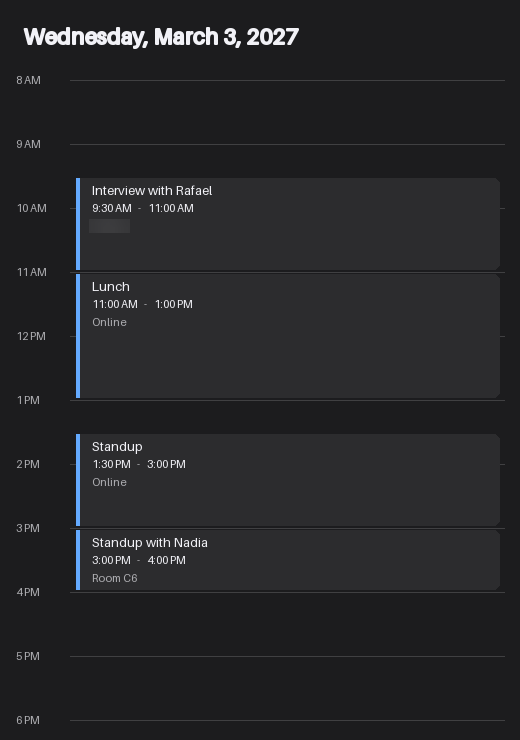 Wednesday, March 3, 2027
8 AM
9 AM
Interview with Rafael
10 AM
9:30 AM - 11:00 AM
11 AM
Lunch
11:00 AM - 1:00 PM
Online
12 PM
1 PM
Standup
2 PM
1:30 PM - 3:00 PM
Online
3 PM
Standup with Nadia
3:00 PM - 4:00 PM
Room C6
4 PM
5 PM
6 PM